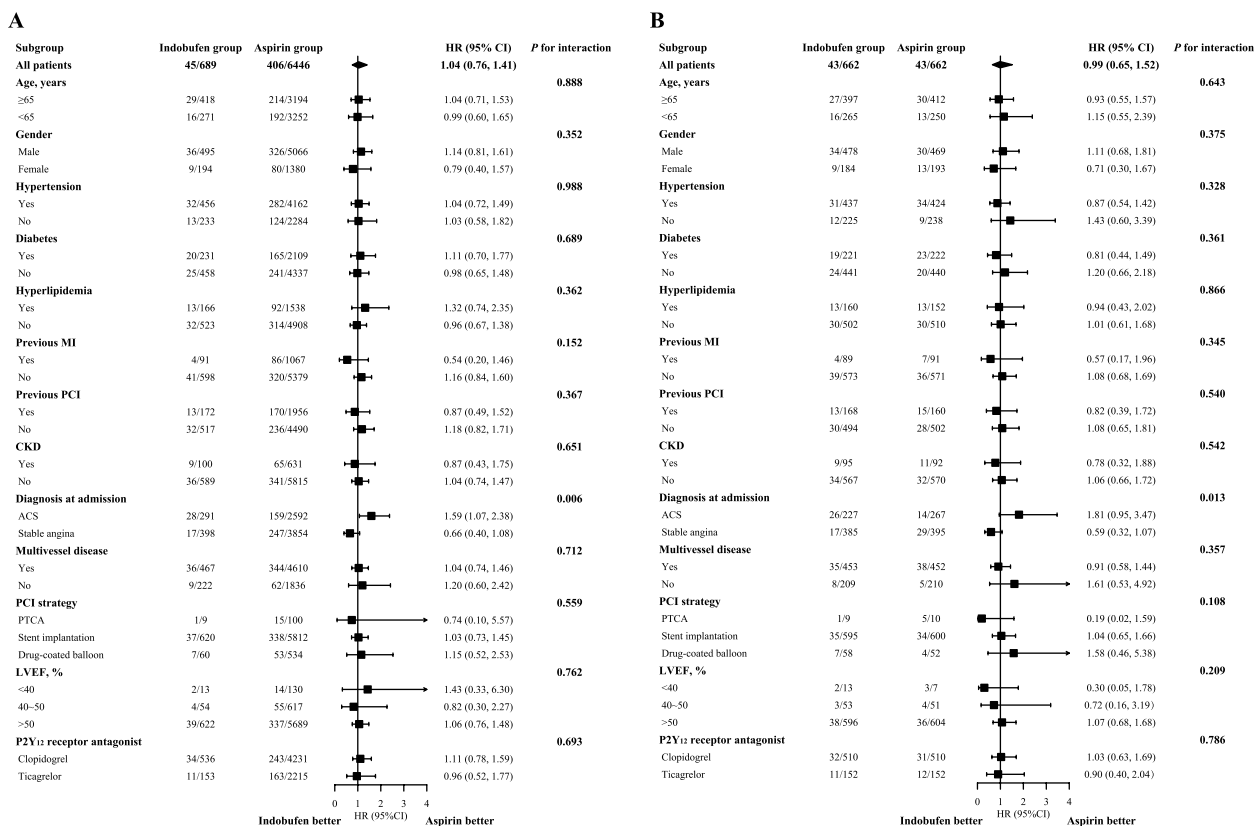 A
Subgroup Indobufen group Aspirin group HR (95% CI) P for interaction
All patients 45/689 406/6446 1.04 (0.76, 1.41)
Age, years 0.888
≥65 29/418 214/3194 1.04 (0.71, 1.53)
<65 16/271 192/3252 0.99 (0.60, 1.65)
Gender 0.352
Male 36/495 326/5066 1.14 (0.81, 1.61)
Female 9/194 80/1380 0.79 (0.40, 1.57)
Hypertension 0.988
Yes 32/456 282/4162 1.04 (0.72, 1.49)
No 13/233 124/2284 1.03 (0.58, 1.82)
Diabetes 0.689
Yes 20/231 165/2109 1.11 (0.70, 1.77)
No 25/458 241/4337 0.98 (0.65, 1.48)
Hyperlipidemia 0.362
Yes 13/166 92/1538 1.32 (0.74, 2.35)
No 32/523 314/4908 0.96 (0.67, 1.38)
Previous MI 0.152
Yes 4/91 86/1067 0.54 (0.20, 1.46)
No 41/598 320/5379 1.16 (0.84, 1.60)
Previous PCI 0.367
Yes 13/172 170/1956 0.87 (0.49, 1.52)
No 32/517 236/4490 1.18 (0.82, 1.71)
CKD 0.651
Yes 9/100 65/631 0.87 (0.43, 1.75)
No 36/589 341/5815 1.04 (0.74, 1.47)
Diagnosis at admission 0.006
ACS 28/291 159/2592 1.59 (1.07, 2.38)
Stable angina 17/398 247/3854 0.66 (0.40, 1.08)
Multivessel disease 0.712
Yes 36/467 344/4610 1.04 (0.74, 1.46)
No 9/222 62/1836 1.20 (0.60, 2.42)
PCI strategy 0.559
PTCA 1/9 15/100 0.74 (0.10, 5.57)
Stent implantation 37/620 338/5812 1.03 (0.73, 1.45)
Drug-coated balloon 7/60 53/534 1.15 (0.52, 2.53)
LVEF, % 0.762
<40 2/13 14/130 1.43 (0.33, 6.30)
40~50 4/54 55/617 0.82 (0.30, 2.27)
>50 39/622 337/5689 1.06 (0.76, 1.48)
P2Y12 receptor antagonist 0.693
Clopidogrel 34/536 243/4231 1.11 (0.78, 1.59)
Ticagrelor 11/153 163/2215 0.96 (0.52, 1.77)
0 1 2 3 4
HR (95%CI)
Indobufen better Aspirin better
B
Subgroup Indobufen group Aspirin group HR (95% CI) P for interaction
All patients 43/662 43/662 0.99 (0.65, 1.52)
Age, years 0.643
≥65 27/397 30/412 0.93 (0.55, 1.57)
<65 16/265 13/250 1.15 (0.55, 2.39)
Gender 0.375
Male 34/478 30/469 1.11 (0.68, 1.81)
Female 9/184 13/193 0.71 (0.30, 1.67)
Hypertension 0.328
Yes 31/437 34/424 0.87 (0.54, 1.42)
No 12/225 9/238 1.43 (0.60, 3.39)
Diabetes 0.361
Yes 19/221 23/222 0.81 (0.44, 1.49)
No 24/441 20/440 1.20 (0.66, 2.18)
Hyperlipidemia 0.866
Yes 13/160 13/152 0.94 (0.43, 2.02)
No 30/502 30/510 1.01 (0.61, 1.68)
Previous MI 0.345
Yes 4/89 7/91 0.57 (0.17, 1.96)
No 39/573 36/571 1.08 (0.68, 1.69)
Previous PCI 0.540
Yes 13/168 15/160 0.82 (0.39, 1.72)
No 30/494 28/502 1.08 (0.65, 1.81)
CKD 0.542
Yes 9/95 11/92 0.78 (0.32, 1.88)
No 34/567 32/570 1.06 (0.66, 1.72)
Diagnosis at admission 0.013
ACS 26/227 14/267 1.81 (0.95, 3.47)
Stable angina 17/385 29/395 0.59 (0.32, 1.07)
Multivessel disease 0.357
Yes 35/453 38/452 0.91 (0.58, 1.44)
No 8/209 5/210 1.61 (0.53, 4.92)
PCI strategy 0.108
PTCA 1/9 5/10 0.19 (0.02, 1.59)
Stent implantation 35/595 34/600 1.04 (0.65, 1.66)
Drug-coated balloon 7/58 4/52 1.58 (0.46, 5.38)
LVEF, % 0.209
<40 2/13 3/7 0.30 (0.05, 1.78)
40~50 3/53 4/51 0.72 (0.16, 3.19)
>50 38/596 36/604 1.07 (0.68, 1.68)
P2Y12 receptor antagonist 0.786
Clopidogrel 32/510 31/510 1.03 (0.63, 1.69)
Ticagrelor 11/152 12/152 0.90 (0.40, 2.04)
0 1 2 3 4
HR (95%CI)
Indobufen better Aspirin better